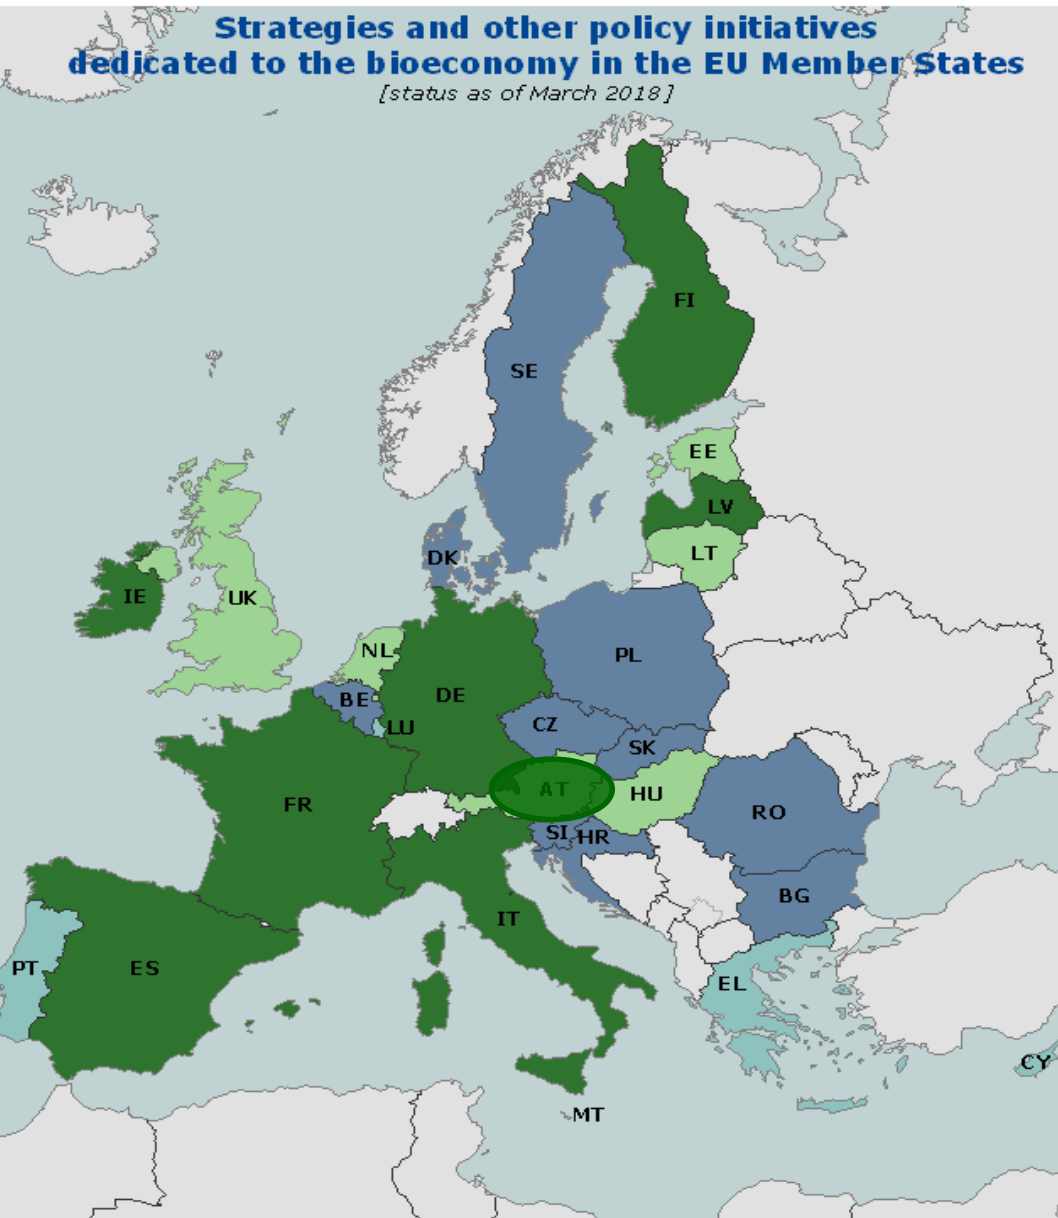 Strategies and other policy initiatives
dedicated to the bioeconomy in the EU Member States
[status as of March 2018]
FI
SE
EE
LV
LT
DK
IE
UK
NL
PL
BE
DE
LU
CZ
SK
AT
HU
FR
RO
SI
HR
BG
IT
PT
ES
EL
CY
MT